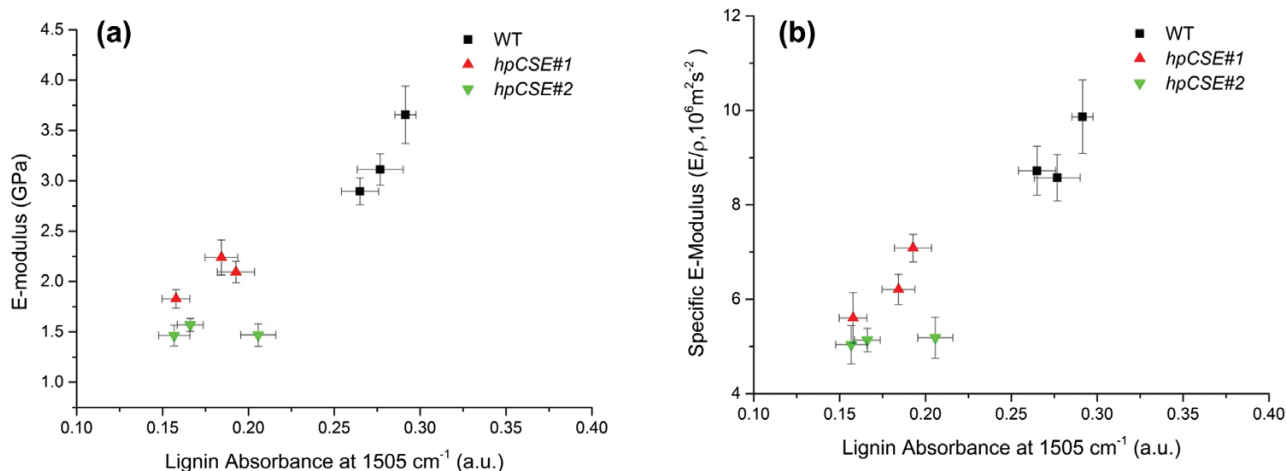 (a)
WT
hpCSE#1
hpCSE#2
E-modulus (GPa)
4.5
4.0
3.5
3.0
2.5
2.0
1.5
1.0
0.10 0.15 0.20 0.25 0.30 0.35 0.40
Lignin Absorbance at 1505 cm⁻¹ (a.u.)
(b)
WT
hpCSE#1
hpCSE#2
Specific E-Modulus (E/ρ,10⁶m²s⁻²)
12
10
8
6
4
0.10 0.15 0.20 0.25 0.30 0.35 0.40
Lignin Absorbance at 1505 cm⁻¹ (a.u.)